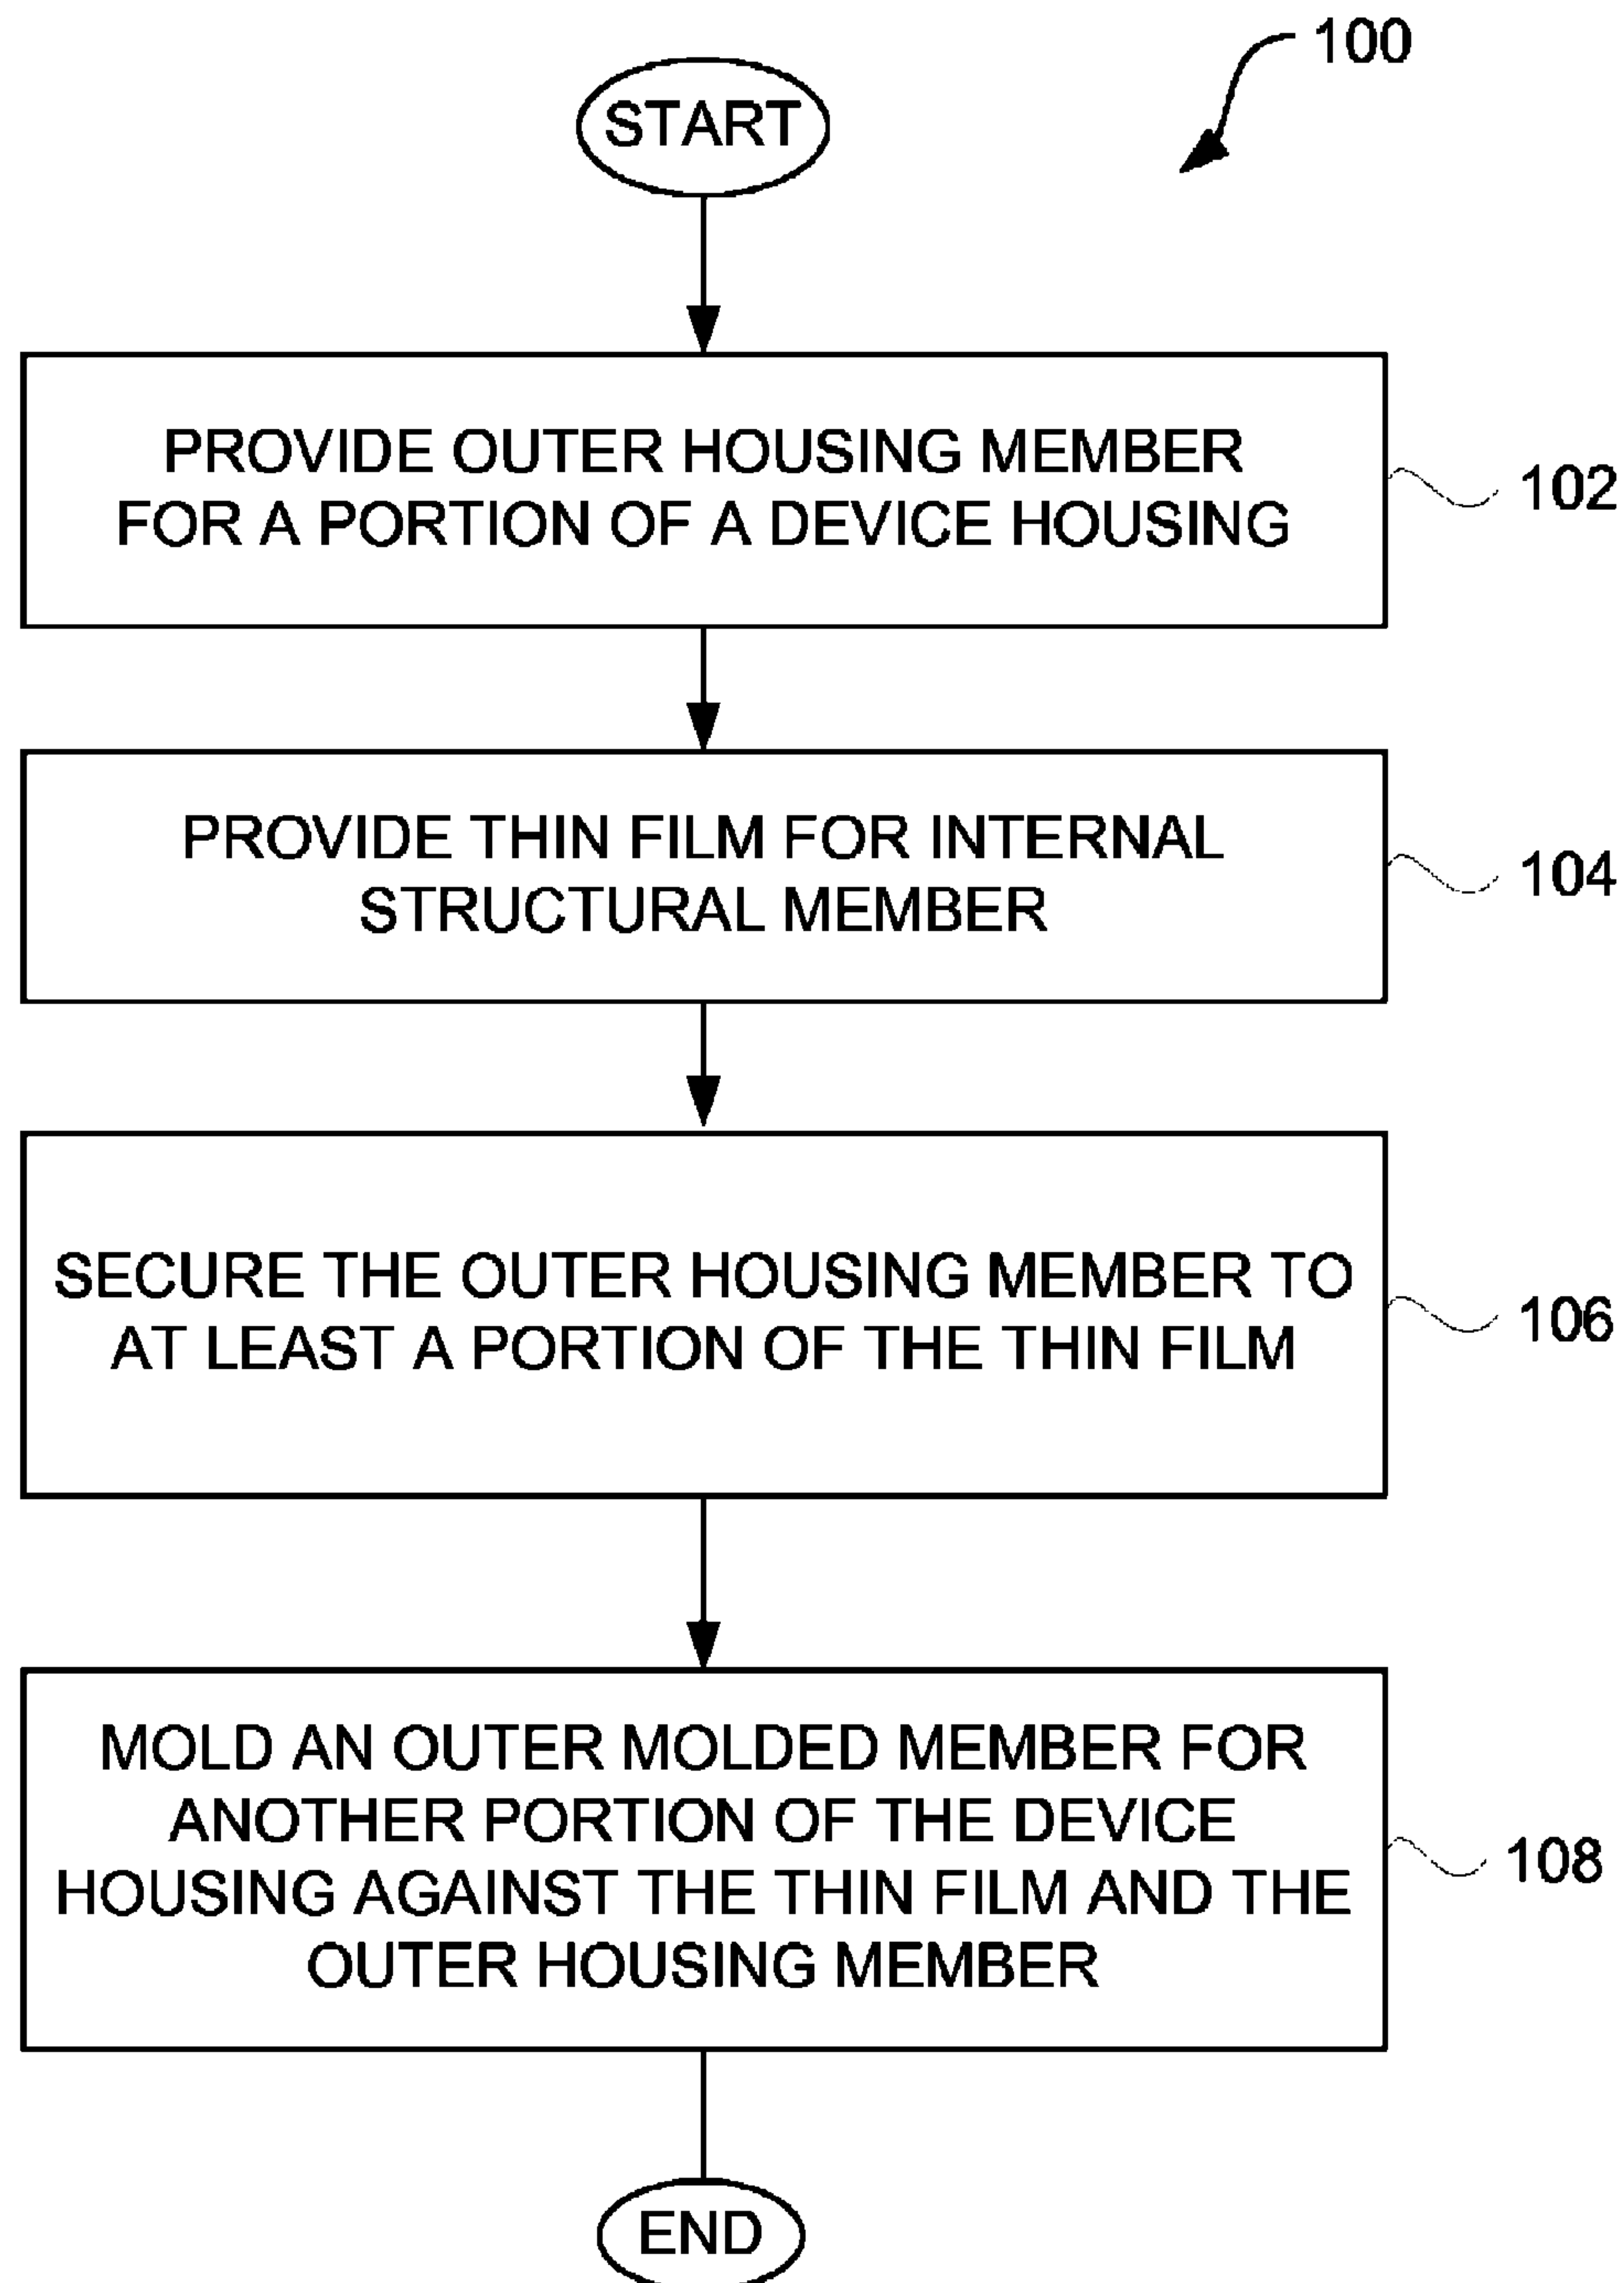 100
START
PROVIDE OUTER HOUSING MEMBER
FOR A PORTION OF A DEVICE HOUSING
102
PROVIDE THIN FILM FOR INTERNAL
STRUCTURAL MEMBER
104
SECURE THE OUTER HOUSING MEMBER TO
AT LEAST A PORTION OF THE THIN FILM
106
MOLD AN OUTER MOLDED MEMBER FOR
ANOTHER PORTION OF THE DEVICE
HOUSING AGAINST THE THIN FILM AND THE
OUTER HOUSING MEMBER
108
END